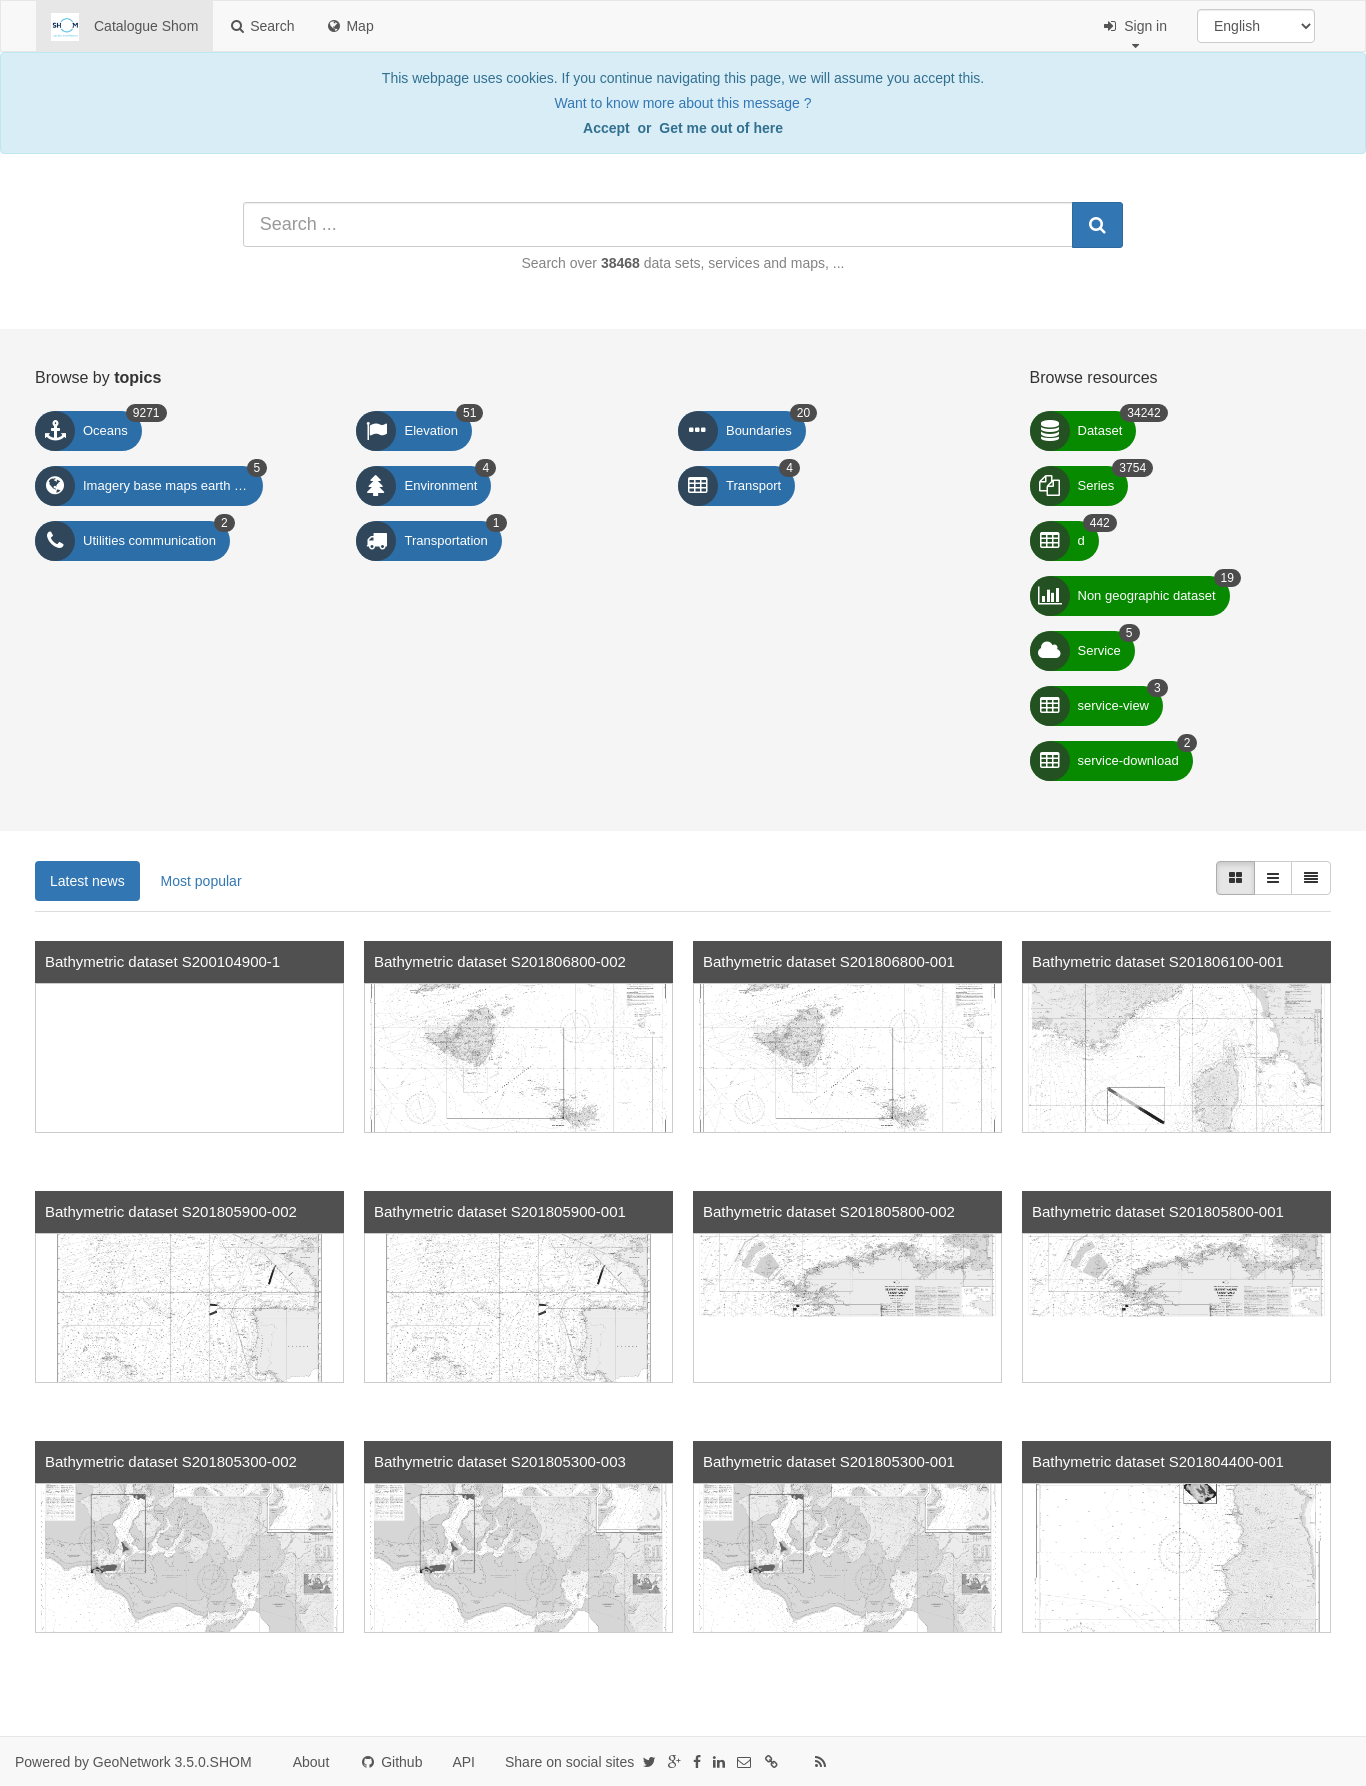 SHOM Catalogue Shom Search Map Sign in English
This webpage uses cookies. If you continue navigating this page, we will assume you accept this.
Want to know more about this message ?
Accept or Get me out of here
Search ...
Search over 38468 data sets, services and maps, ...
Browse by topics
Oceans 9271
Elevation 51
Boundaries 20
Imagery base maps earth … 5
Environment 4
Transport 4
Utilities communication 2
Transportation 1
Browse resources
Dataset 34242
Series 3754
d 442
Non geographic dataset 19
Service 5
service-view 3
service-download 2
Latest news Most popular
Bathymetric dataset S200104900-1
Bathymetric dataset S201806800-002
Bathymetric dataset S201806800-001
Bathymetric dataset S201806100-001
Bathymetric dataset S201805900-002
Bathymetric dataset S201805900-001
Bathymetric dataset S201805800-002
Bathymetric dataset S201805800-001
Bathymetric dataset S201805300-002
Bathymetric dataset S201805300-003
Bathymetric dataset S201805300-001
Bathymetric dataset S201804400-001
Powered by GeoNetwork 3.5.0.SHOM About Github API Share on social sites